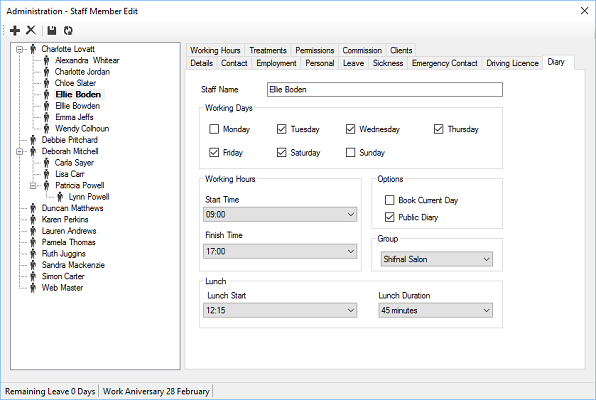 Administration - Staff Member Edit
Charlotte Lovatt
Alexandra Whitear
Charlotte Jordan
Chloe Slater
Ellie Boden
Ellie Bowden
Emma Jeffs
Wendy Colhoun
Debbie Pritchard
Deborah Mitchell
Carla Sayer
Lisa Carr
Patricia Powell
Lynn Powell
Duncan Matthews
Karen Perkins
Lauren Andrews
Pamela Thomas
Ruth Juggins
Sandra Mackenzie
Simon Carter
Web Master
Working Hours Treatments Permissions Commission Clients
Details Contact Employment Personal Leave Sickness Emergency Contact Driving Licence Diary
Staff Name Ellie Boden
Working Days
Monday Tuesday Wednesday Thursday
Friday Saturday Sunday
Working Hours
Start Time
09:00
Finish Time
17:00
Options
Book Current Day
Public Diary
Group
Shifnal Salon
Lunch
Lunch Start Lunch Duration
12:15 45 minutes
Remaining Leave 0 Days Work Aniversary 28 February